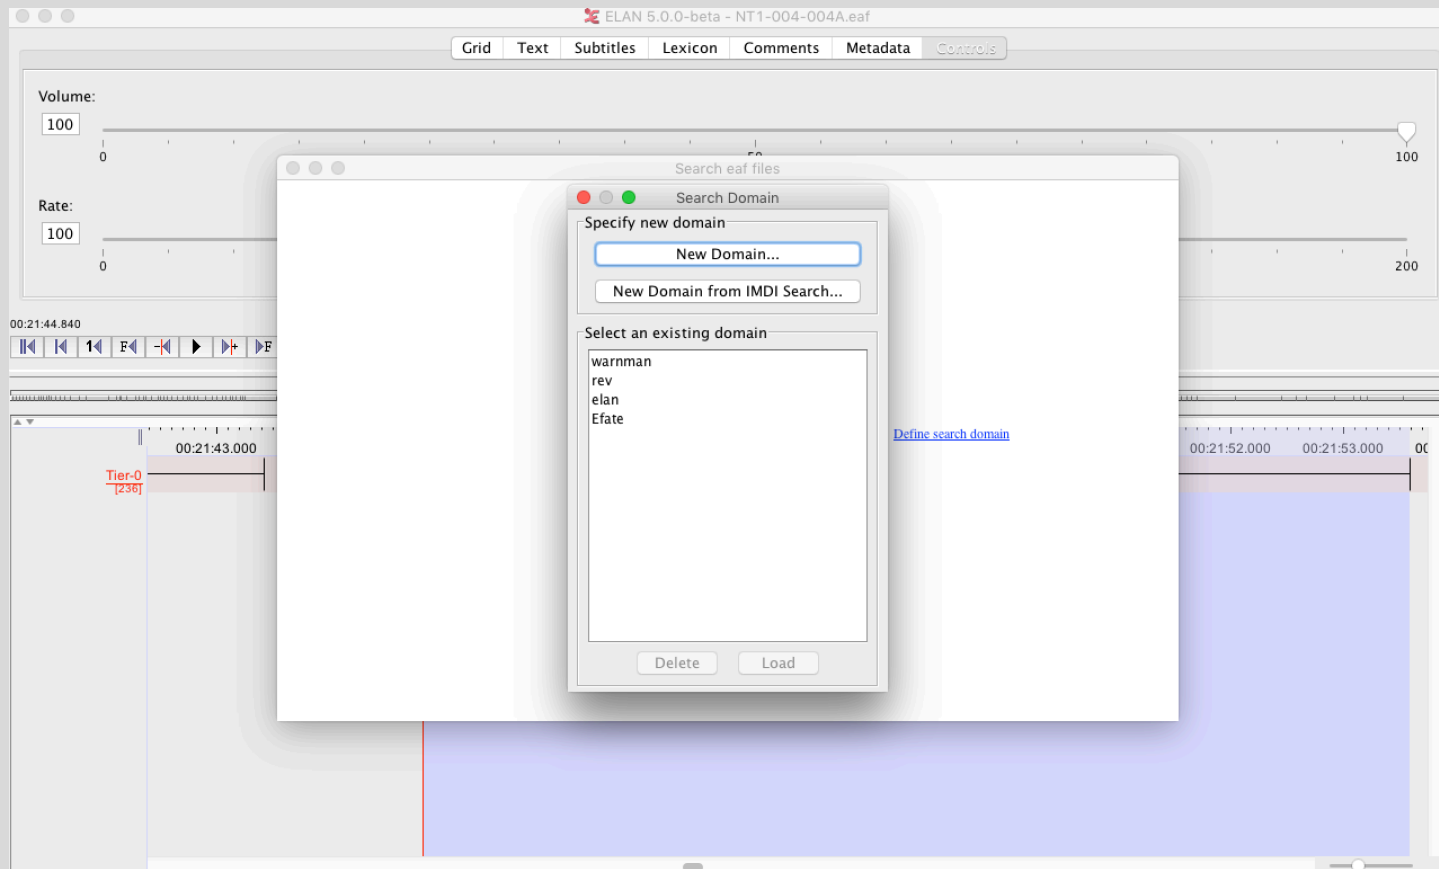 ELAN 5.0.0-beta - NT1-004-004A.eaf
Grid Text Subtitles Lexicon Comments Metadata Controls
Volume:
100
0 100
Search eaf files
Search Domain
Rate:
100
0 200
Specify new domain
New Domain...
New Domain from IMDI Search...
00:21:44.840
1 F - + F
Select an existing domain
warnman
rev
elan
Efate
Define search domain
00:21:43.000 00:21:52.000 00:21:53.000
Tier-0
[236]
Delete Load